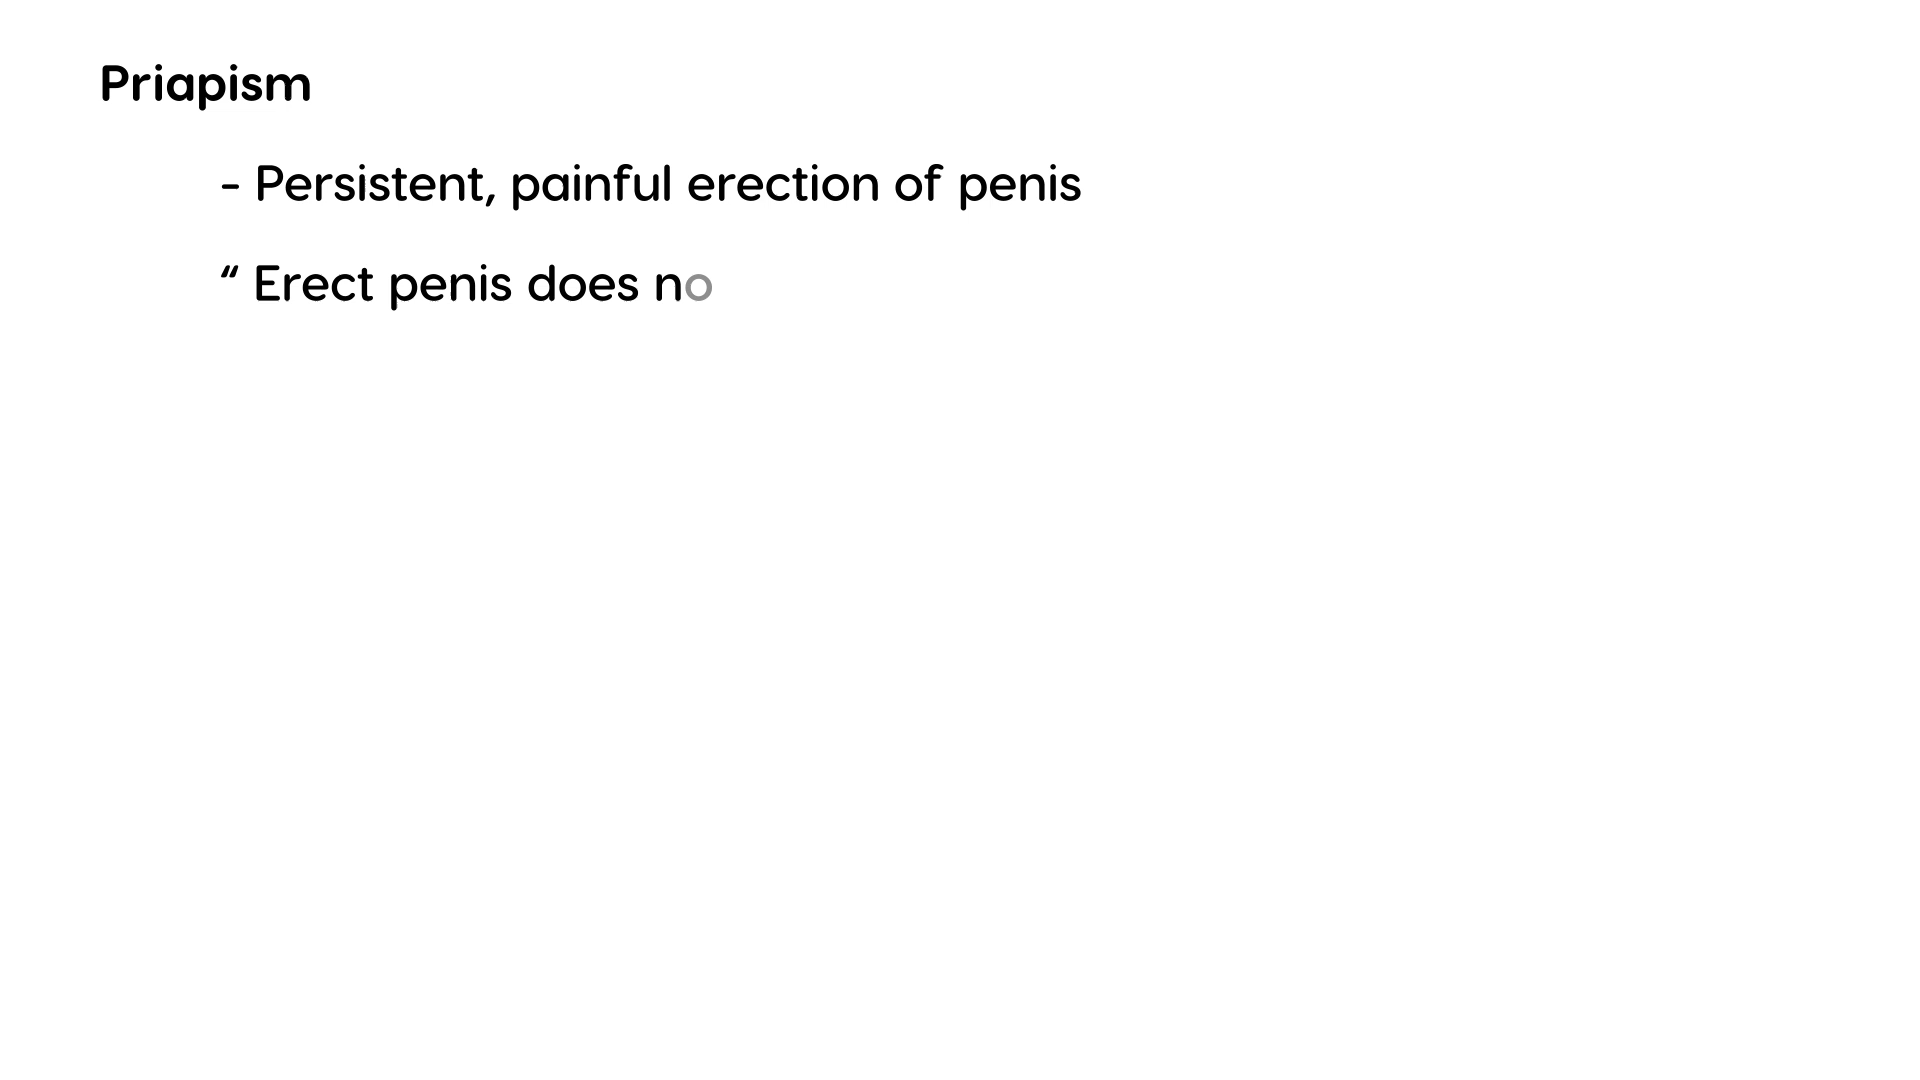 Priapism
- Persistent, painful erection of penis
“ Erect penis does no